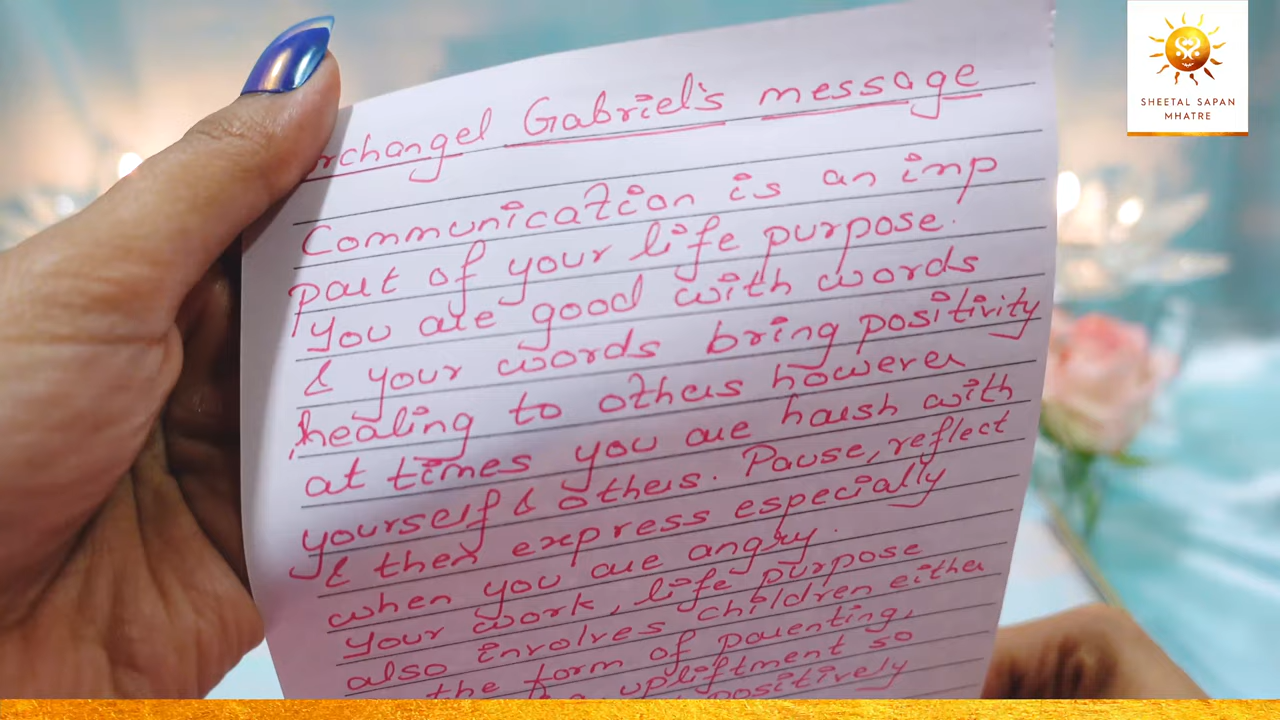 Archangel Gabriel's message
Communication is an imp
part of your life purpose.
You are good with words
& your words bring positivity
healing to others however
at times you are harsh with
yourself & others. Pause, reflect
& then express especially
when you are angry.
Your work, life purpose
also involves children either
the form of parenting,
upliftment so
positively
SHEETAL SAPAN
MHATRE